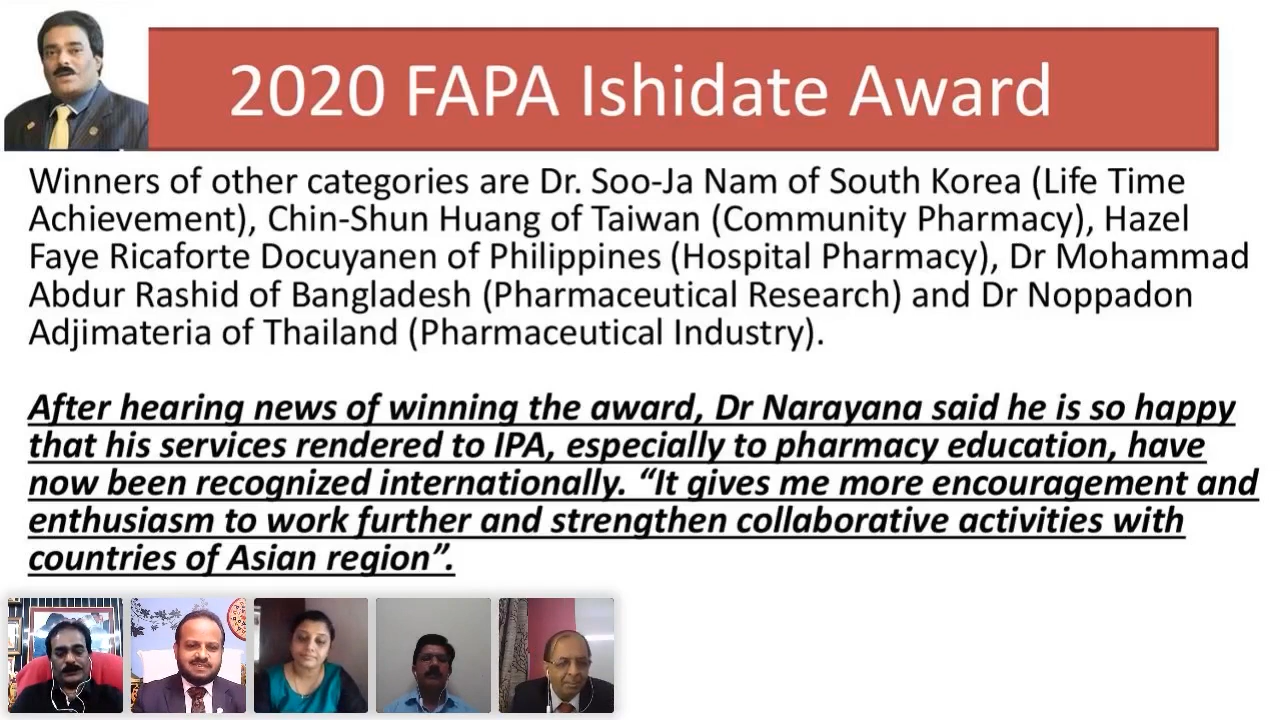 2020 FAPA Ishidate Award
Winners of other categories are Dr. Soo-Ja Nam of South Korea (Life Time
Achievement), Chin-Shun Huang of Taiwan (Community Pharmacy), Hazel
Faye Ricaforte Docuyanen of Philippines (Hospital Pharmacy), Dr Mohammad
Abdur Rashid of Bangladesh (Pharmaceutical Research) and Dr Noppadon
Adjimateria of Thailand (Pharmaceutical Industry).
After hearing news of winning the award, Dr Narayana said he is so happy
that his services rendered to IPA, especially to pharmacy education, have
now been recognized internationally. “It gives me more encouragement and
enthusiasm to work further and strengthen collaborative activities with
countries of Asian region”.